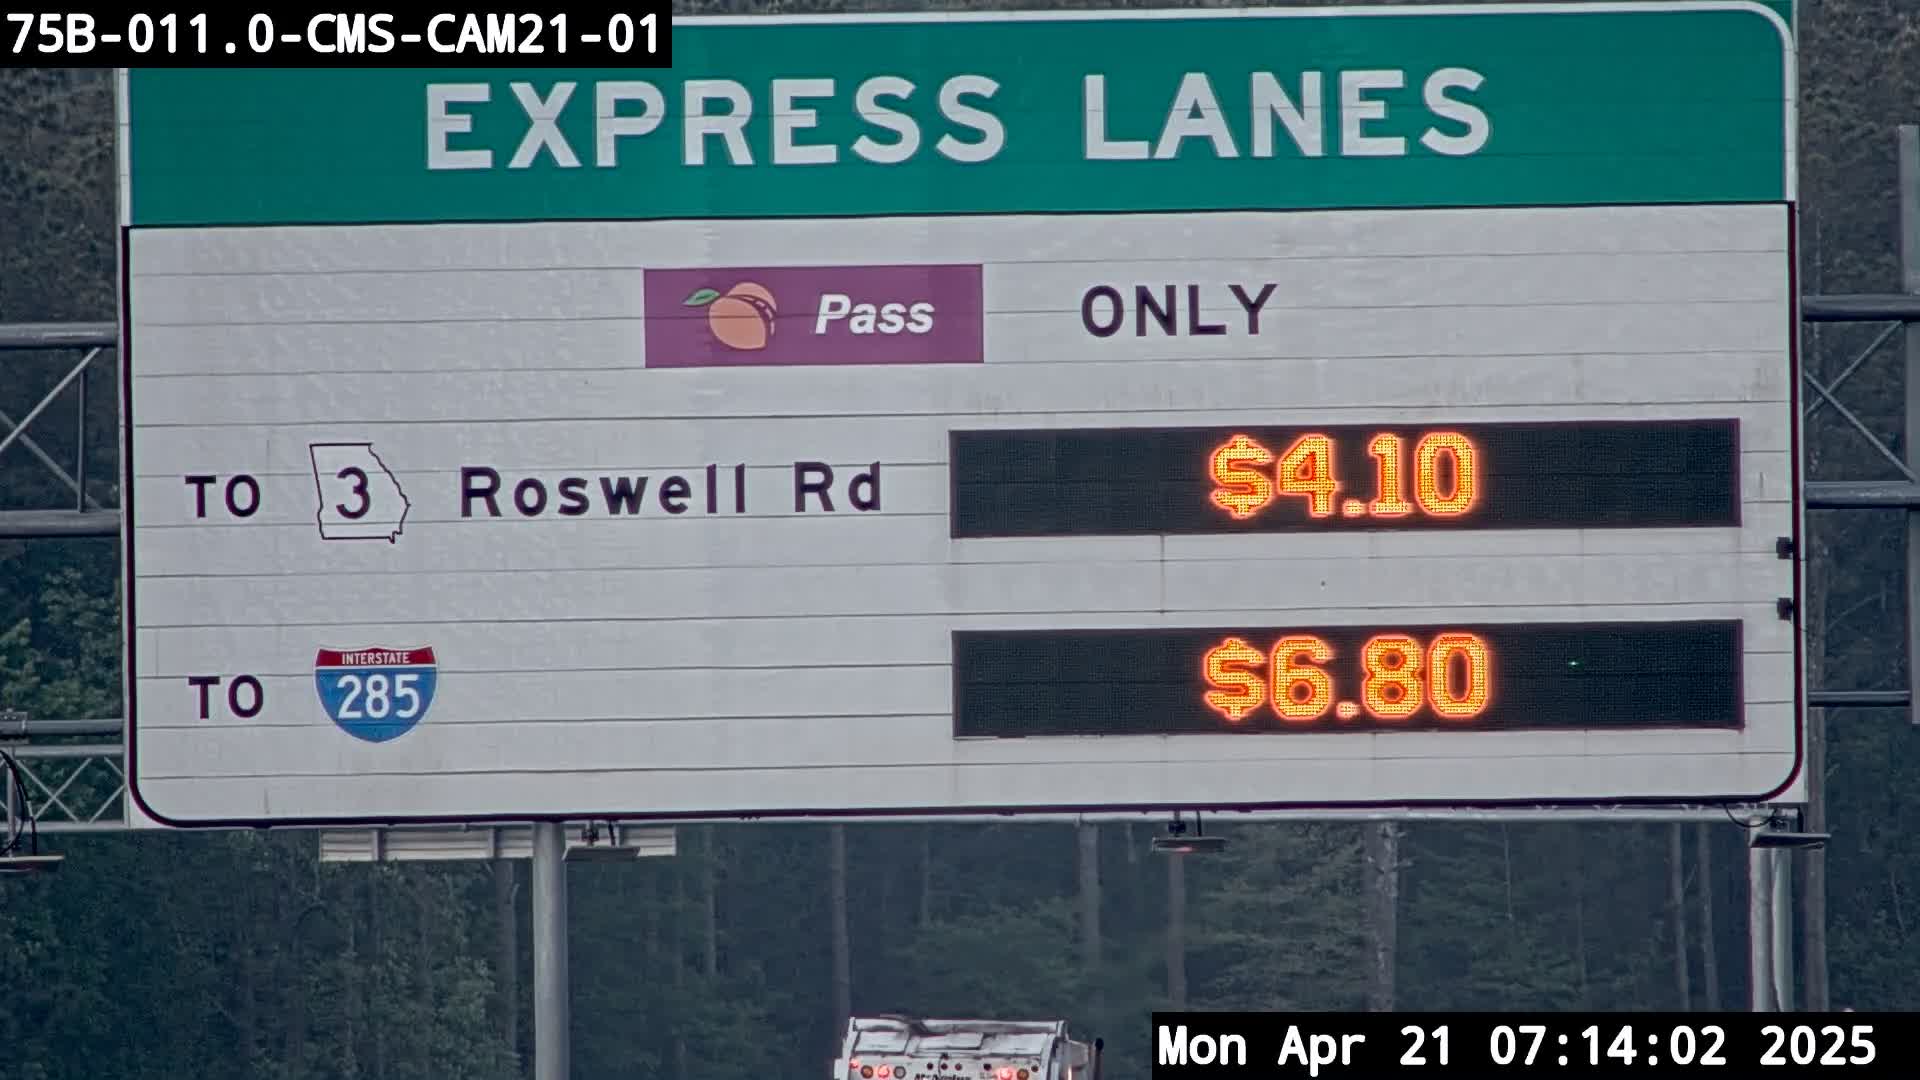 75B-011.0-CMS-CAM21-01
EXPRESS LANES
Pass ONLY
TO 3 Roswell Rd $4.10
INTERSTATE
TO 285 $6.80
Mon Apr 21 07:14:02 2025